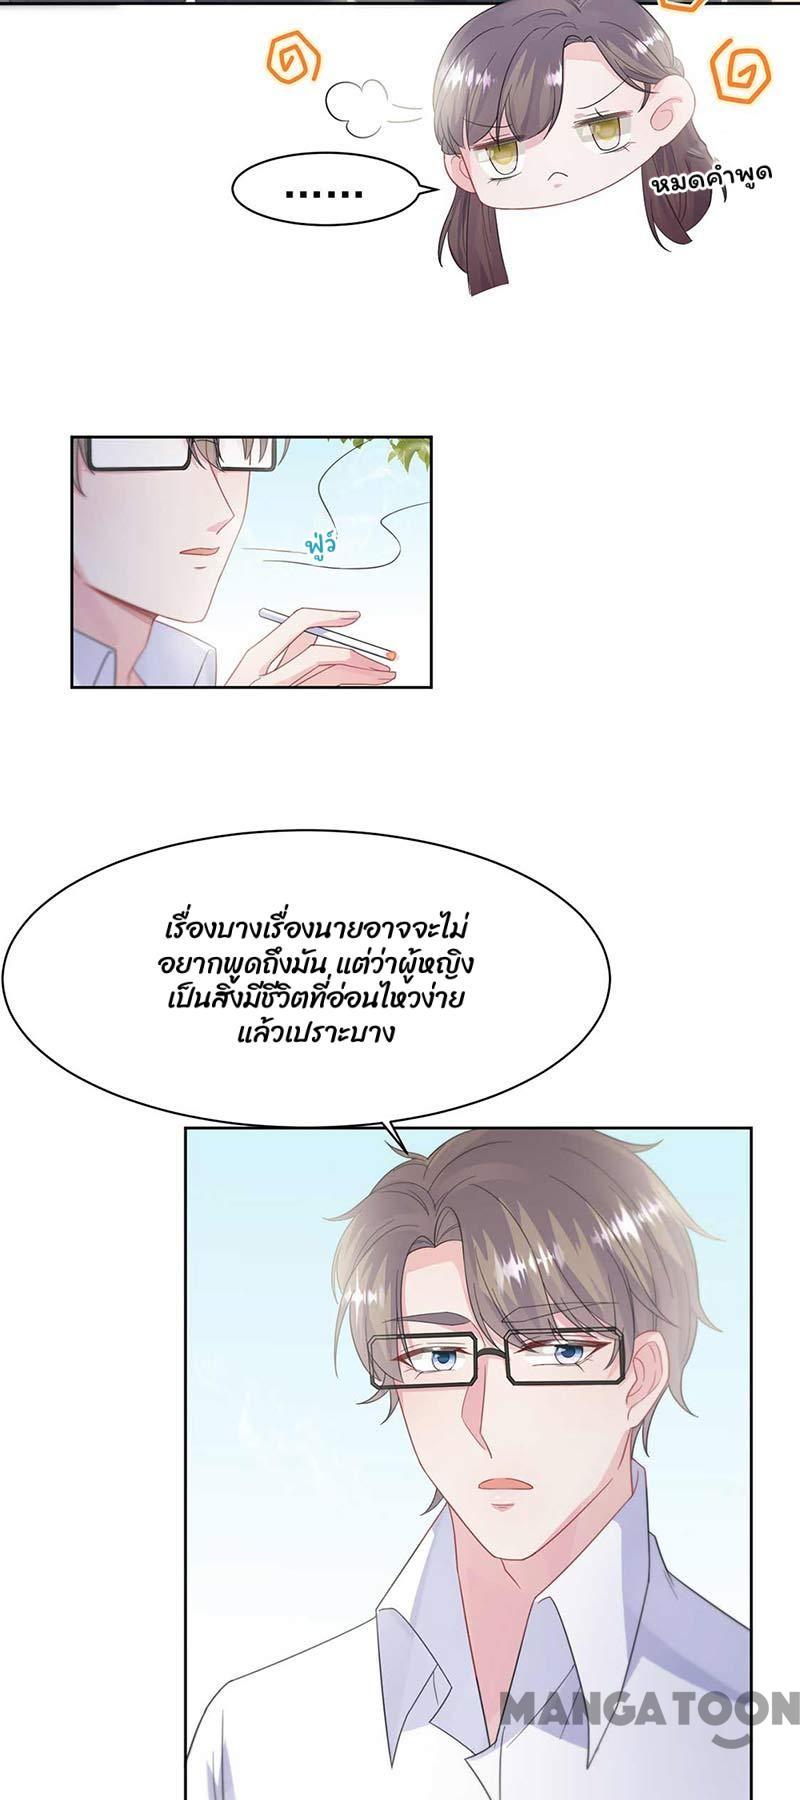 ......
หมดคำพูด
ฟู่ว์
เรื่องบางเรื่องนายอาจจะไม่
อยากพูดถึงมัน แต่ว่าผู้หญิง
เป็นสิ่งมีชีวิตที่อ่อนไหวง่าย
แล้วเปราะบาง
MANGATOON